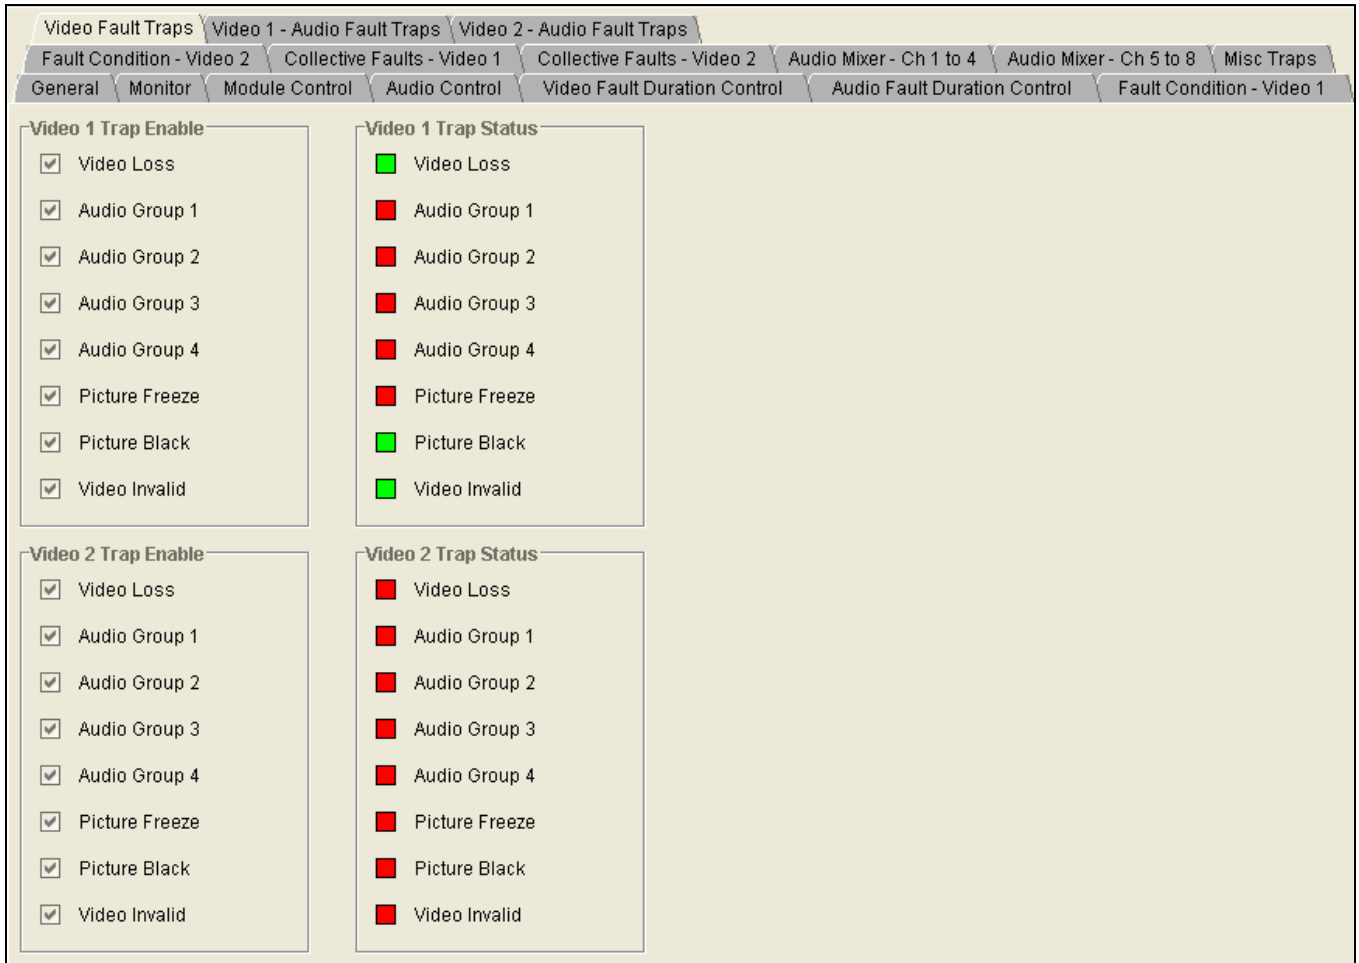 Video Fault Traps Video 1 - Audio Fault Traps Video 2 - Audio Fault Traps
Fault Condition - Video 2 Collective Faults - Video 1 Collective Faults - Video 2 Audio Mixer - Ch 1 to 4 Audio Mixer - Ch 5 to 8 Misc Traps
General Monitor Module Control Audio Control Video Fault Duration Control Audio Fault Duration Control Fault Condition - Video 1
Video 1 Trap Enable
Video Loss
Audio Group 1
Audio Group 2
Audio Group 3
Audio Group 4
Picture Freeze
Picture Black
Video Invalid
Video 1 Trap Status
Video Loss
Audio Group 1
Audio Group 2
Audio Group 3
Audio Group 4
Picture Freeze
Picture Black
Video Invalid
Video 2 Trap Enable
Video Loss
Audio Group 1
Audio Group 2
Audio Group 3
Audio Group 4
Picture Freeze
Picture Black
Video Invalid
Video 2 Trap Status
Video Loss
Audio Group 1
Audio Group 2
Audio Group 3
Audio Group 4
Picture Freeze
Picture Black
Video Invalid